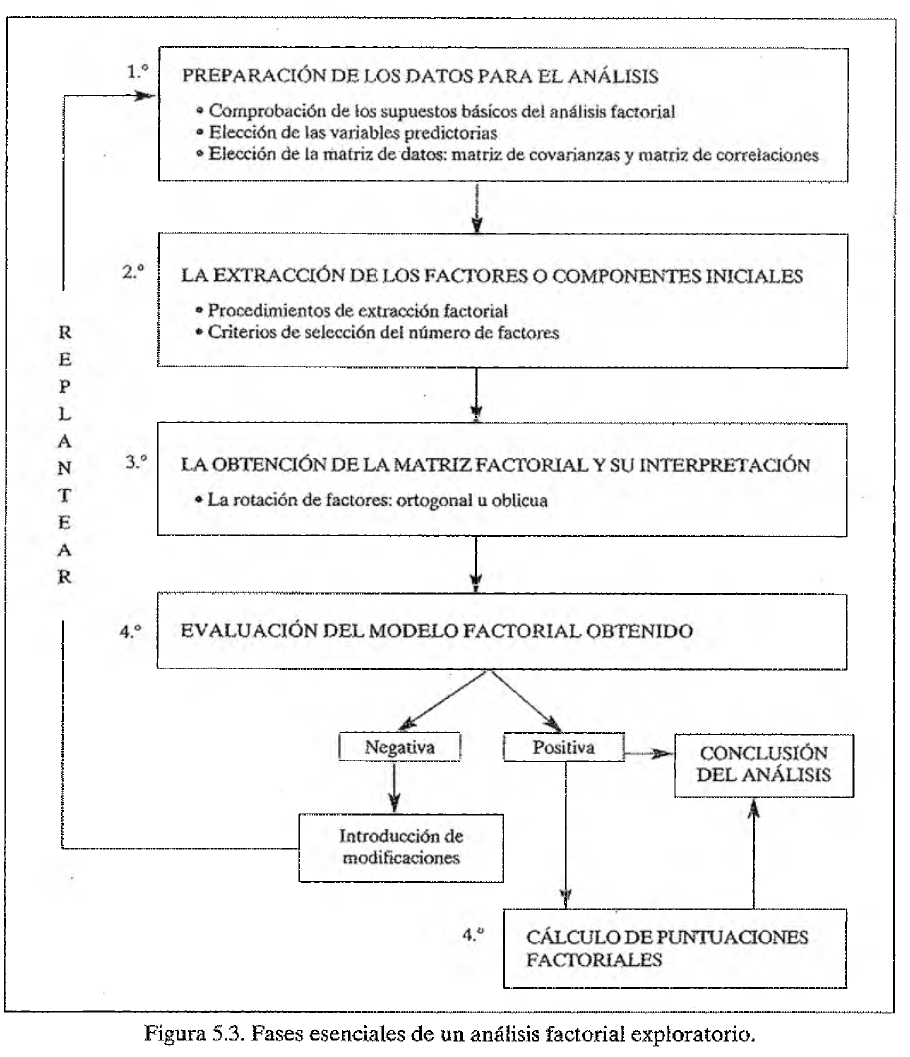 1.º PREPARACIÓN DE LOS DATOS PARA EL ANÁLISIS
• Comprobación de los supuestos básicos del análisis factorial
• Elección de las variables predictorias
• Elección de la matriz de datos: matriz de covarianzas y matriz de correlaciones
2.º LA EXTRACCIÓN DE LOS FACTORES O COMPONENTES INICIALES
• Procedimientos de extracción factorial
• Criterios de selección del número de factores
REPLANTEAR
3.º LA OBTENCIÓN DE LA MATRIZ FACTORIAL Y SU INTERPRETACIÓN
• La rotación de factores: ortogonal u oblicua
4.º EVALUACIÓN DEL MODELO FACTORIAL OBTENIDO
Negativa
Positiva
CONCLUSIÓN
DEL ANÁLISIS
Introducción de
modificaciones
4.º CÁLCULO DE PUNTUACIONES
FACTORIALES
Figura 5.3. Fases esenciales de un análisis factorial exploratorio.